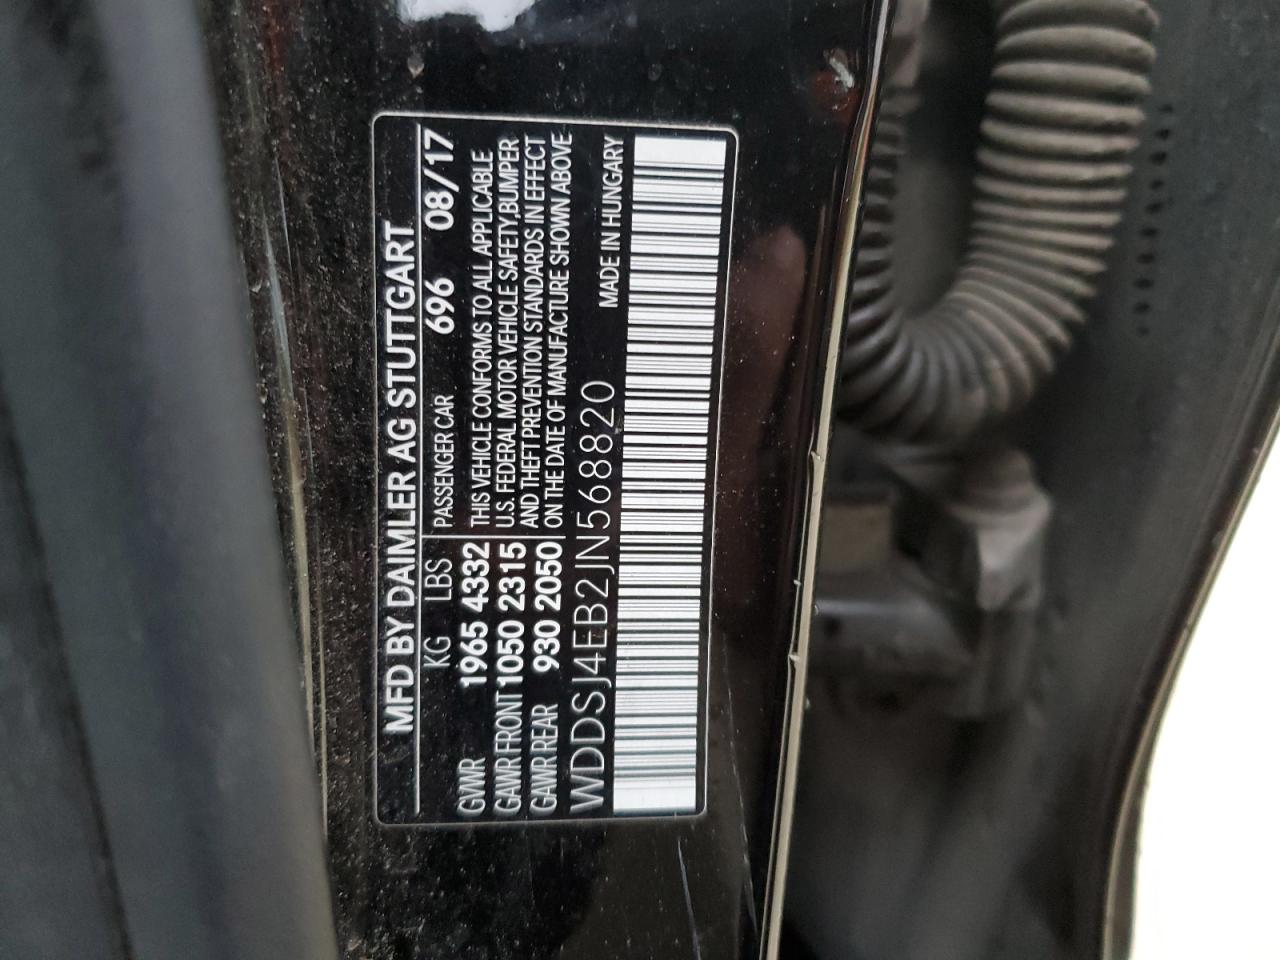 MFD BY DAIMLER AG STUTTGART
KG LBS PASSENGER CAR 696 08/17
GVWR 1965 4332 THIS VEHICLE CONFORMS TO ALL APPLICABLE
GAWR FRONT 1050 2315 U.S. FEDERAL MOTOR VEHICLE SAFETY,BUMPER
GAWR REAR 930 2050 AND THEFT PREVENTION STANDARDS IN EFFECT
ON THE DATE OF MANUFACTURE SHOWN ABOVE
WDDSJ4EB2JN568820 MADE IN HUNGARY